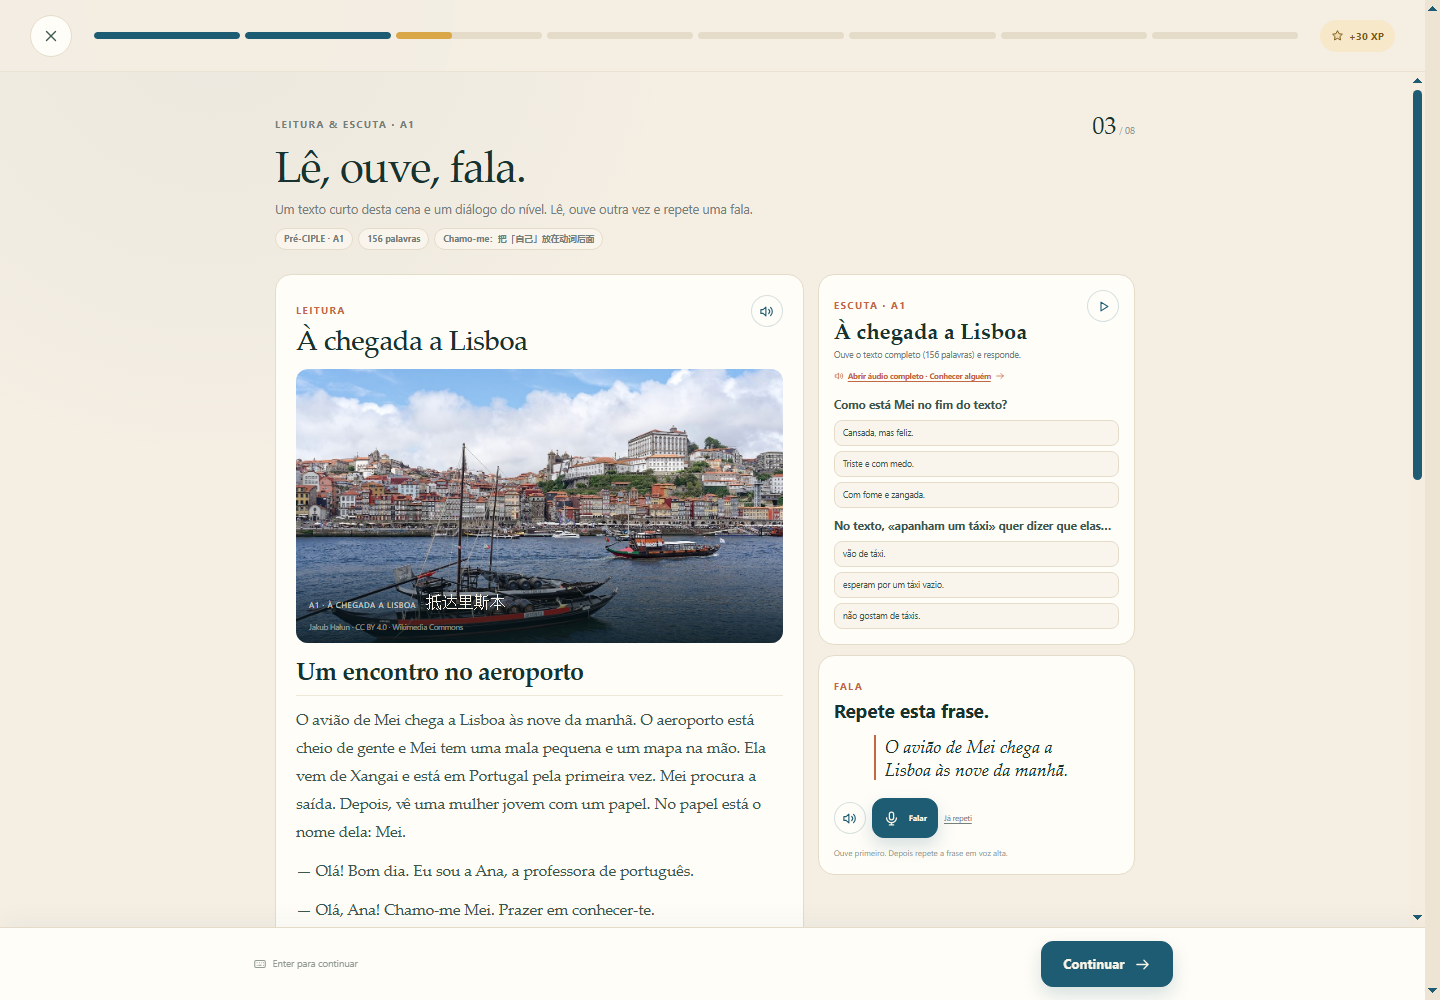 +30 XP
LEITURA & ESCUTA · A1
03 / 08
Lê, ouve, fala.
Um texto curto desta cena e um diálogo do nível. Lê, ouve outra vez e repete uma fala.
Pré-CIPLE · A1
156 palavras
Chamo-me: 把「自己」放在动词后面
LEITURA
À chegada a Lisboa
A1 · À CHEGADA A LISBOA 抵达里斯本
Jakub Hałun · CC BY 4.0 · Wikimedia Commons
Um encontro no aeroporto
O avião de Mei chega a Lisboa às nove da manhã. O aeroporto está
cheio de gente e Mei tem uma mala pequena e um mapa na mão. Ela
vem de Xangai e está em Portugal pela primeira vez. Mei procura a
saída. Depois, vê uma mulher jovem com um papel. No papel está o
nome dela: Mei.
— Olá! Bom dia. Eu sou a Ana, a professora de português.
— Olá, Ana! Chamo-me Mei. Prazer em conhecer-te.
ESCUTA · A1
À chegada a Lisboa
Ouve o texto completo (156 palavras) e responde.
Abrir áudio completo · Conhecer alguém →
Como está Mei no fim do texto?
Cansada, mas feliz.
Triste e com medo.
Com fome e zangada.
No texto, «apanham um táxi» quer dizer que elas...
vão de táxi.
esperam por um táxi vazio.
não gostam de táxis.
FALA
Repete esta frase.
O avião de Mei chega a
Lisboa às nove da manhã.
Falar
Já repeti
Ouve primeiro. Depois repete a frase em voz alta.
Enter para continuar
Continuar →